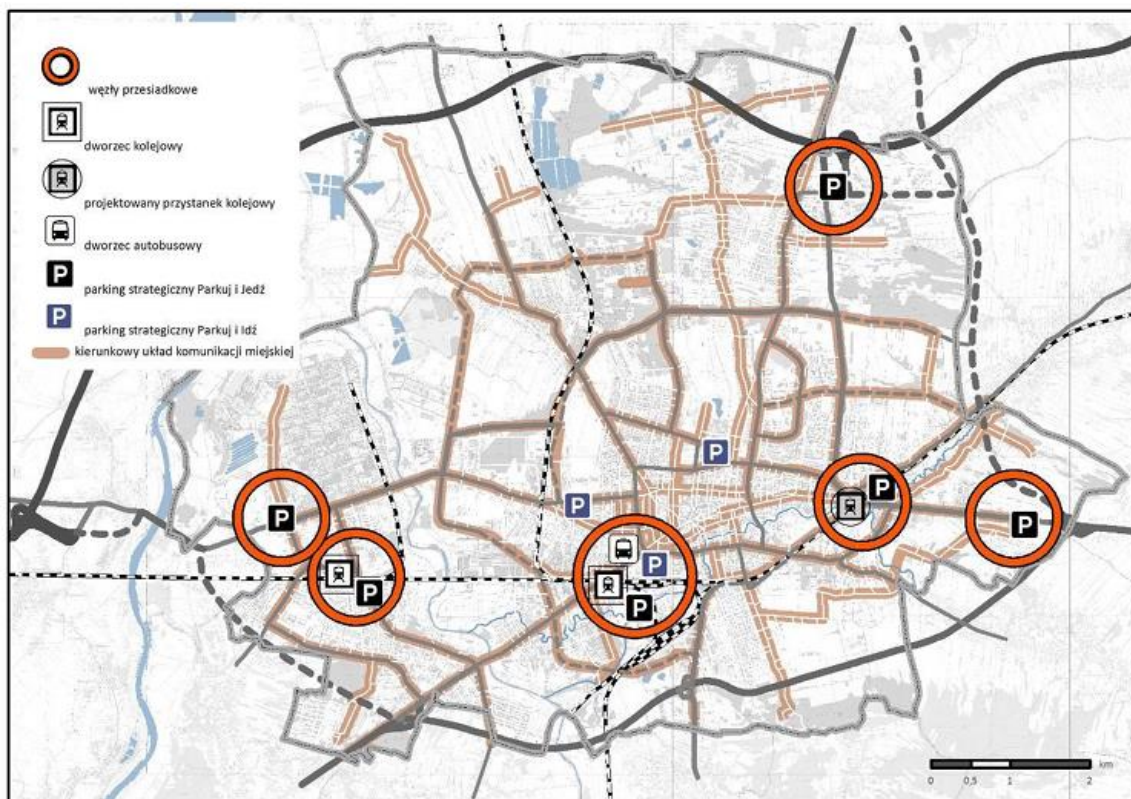 węzły przesiadkowe
dworzec kolejowy
projektowany przystanek kolejowy
dworzec autobusowy
P parking strategiczny Parkuj i Jedź
P parking strategiczny Parkuj i Idź
kierunkowy układ komunikacji miejskiej
P
P
P
P
P
P
P
P
P
km
0 0,5 1 2